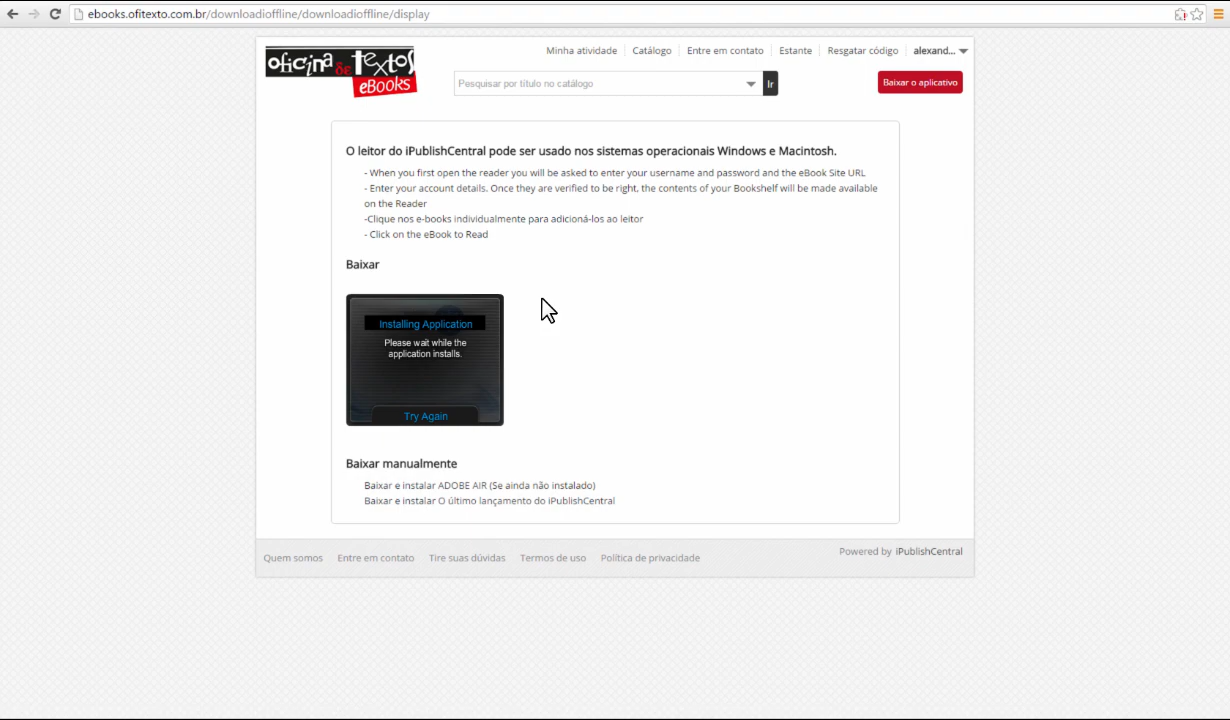 ebooks.ofitexto.com.br/downloadioffline/downloadioffline/display
Minha atividade Catálogo Entre em contato Estante Resgatar código alexand...
oficina de textos
eBooks
Pesquisar por título no catálogo Ir Baixar o aplicativo
O leitor do iPublishCentral pode ser usado nos sistemas operacionais Windows e Macintosh.
- When you first open the reader you will be asked to enter your username and password and the eBook Site URL
- Enter your account details. Once they are verified to be right, the contents of your Bookshelf will be made available
on the Reader
-Clique nos e-books individualmente para adicioná-los ao leitor
- Click on the eBook to Read
Baixar
Installing Application
Please wait while the
application installs.
Try Again
Baixar manualmente
Baixar e instalar ADOBE AIR (Se ainda não instalado)
Baixar e instalar O último lançamento do iPublishCentral
Quem somos Entre em contato Tire suas dúvidas Termos de uso Política de privacidade Powered by iPublishCentral